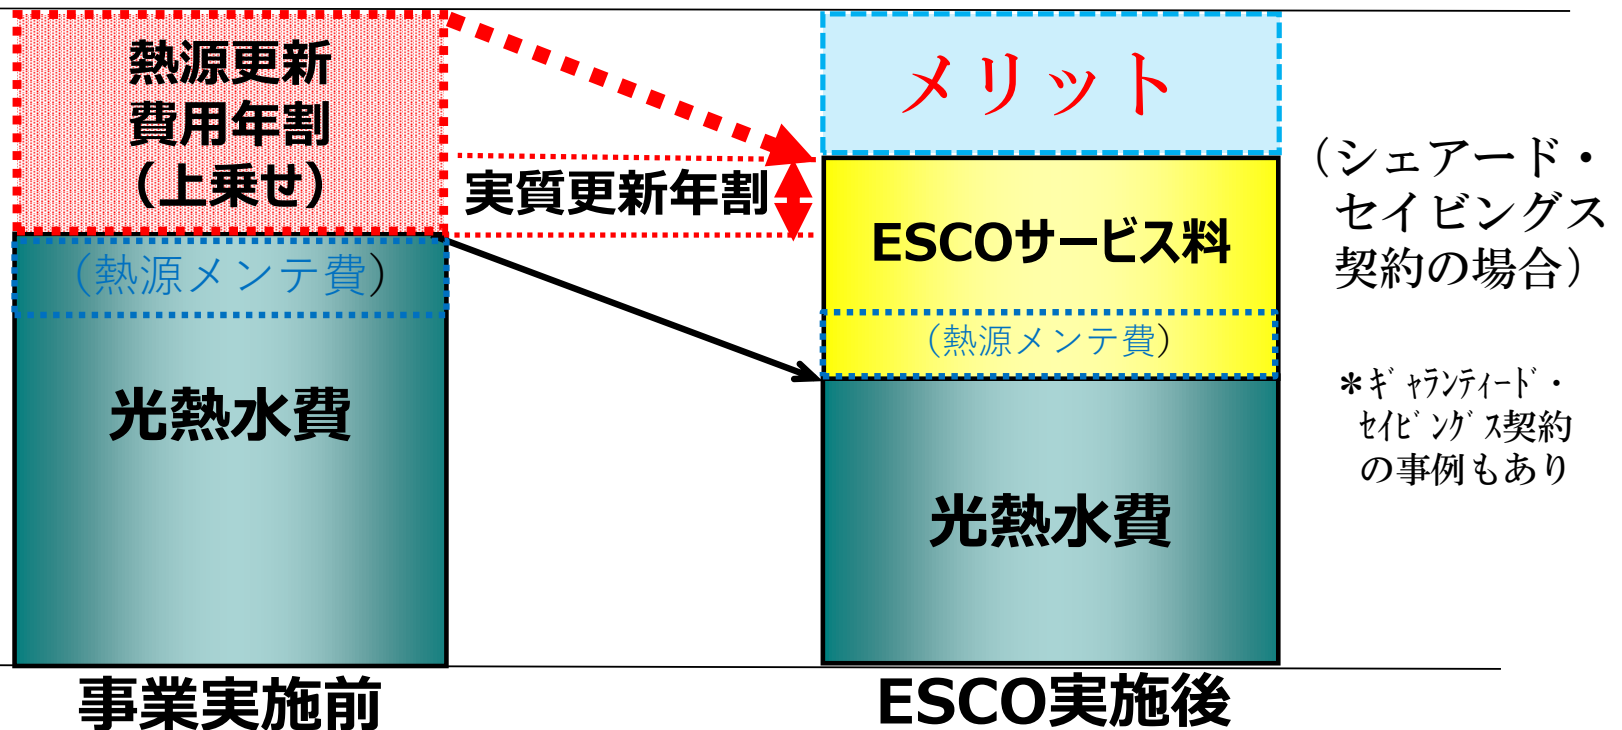 熱源更新
費用年割
（上乗せ）
（熱源メンテ費）
光熱水費
事業実施前
実質更新年割
メリット
ESCOサービス料
（熱源メンテ費）
光熱水費
ESCO実施後
（シェアード・
セイビングス
契約の場合）
＊ｷﾞｬﾗﾝﾃｨｰﾄﾞ・
ｾｲﾋﾞﾝｸﾞｽ契約
の事例もあり